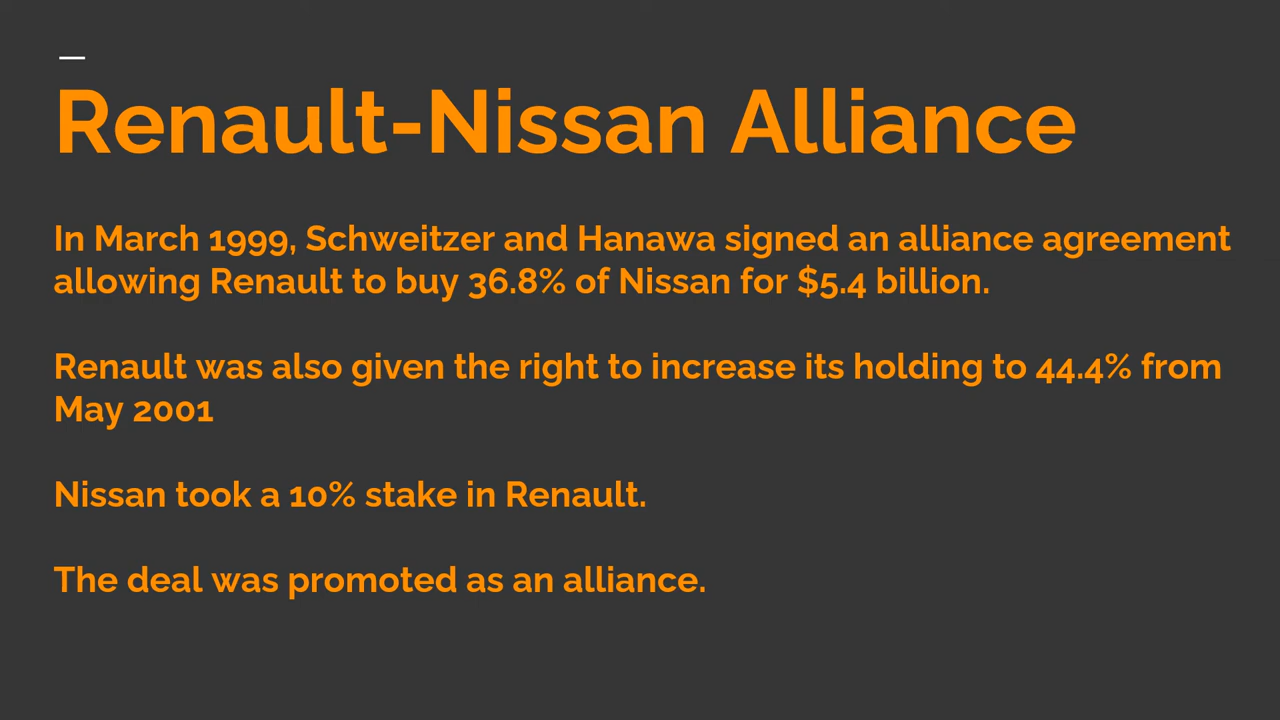 Renault-Nissan Alliance
In March 1999, Schweitzer and Hanawa signed an alliance agreement
allowing Renault to buy 36.8% of Nissan for $5.4 billion.
Renault was also given the right to increase its holding to 44.4% from
May 2001
Nissan took a 10% stake in Renault.
The deal was promoted as an alliance.